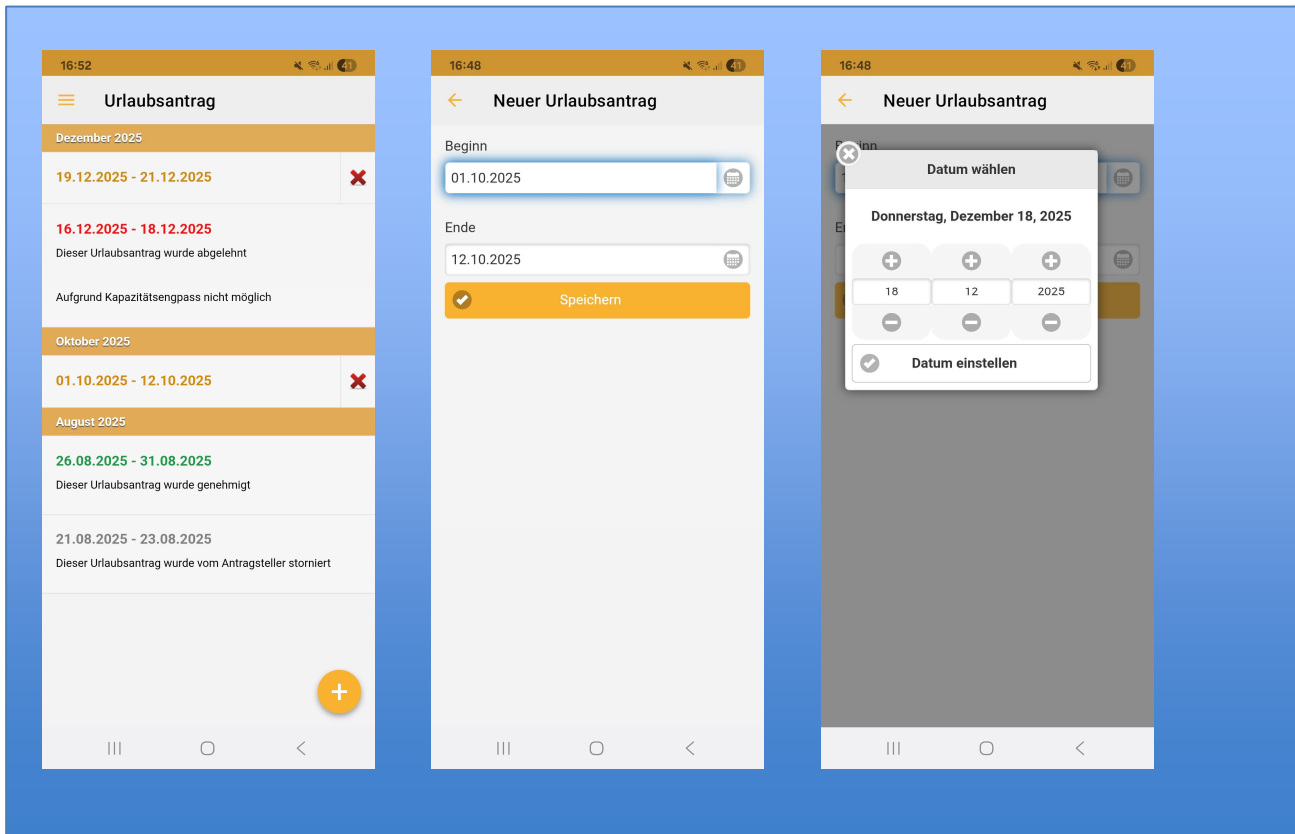 16:52
41
Urlaubsantrag
Dezember 2025
19.12.2025 - 21.12.2025
16.12.2025 - 18.12.2025
Dieser Urlaubsantrag wurde abgelehnt
Aufgrund Kapazitätsengpass nicht möglich
Oktober 2025
01.10.2025 - 12.10.2025
August 2025
26.08.2025 - 31.08.2025
Dieser Urlaubsantrag wurde genehmigt
21.08.2025 - 23.08.2025
Dieser Urlaubsantrag wurde vom Antragsteller storniert
16:48
41
Neuer Urlaubsantrag
Beginn
01.10.2025
Ende
12.10.2025
Speichern
16:48
41
Neuer Urlaubsantrag
Datum wählen
Donnerstag, Dezember 18, 2025
18 12 2025
Datum einstellen